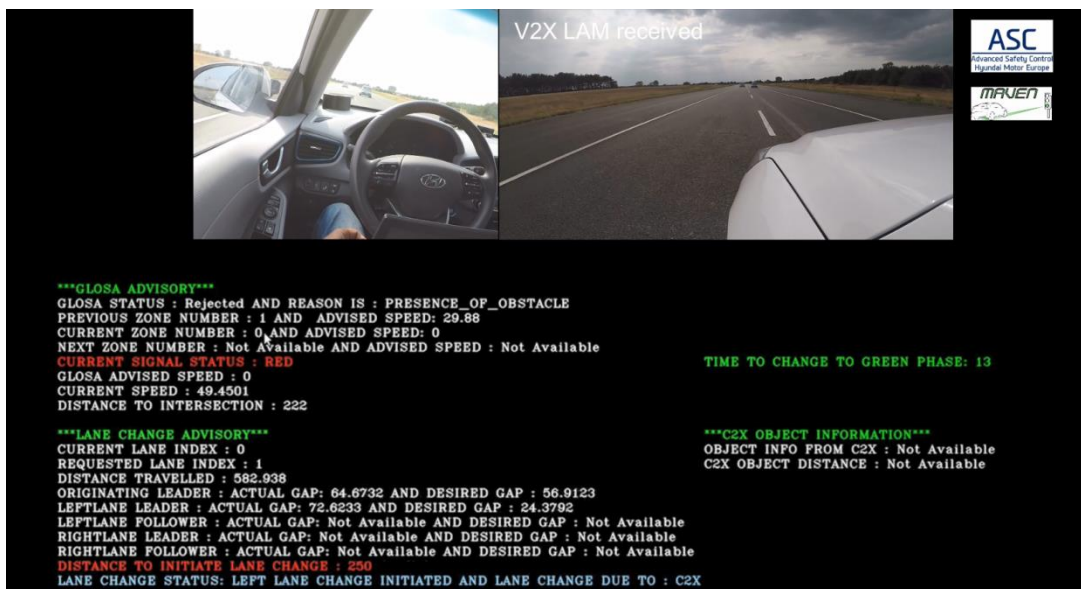 V2X LAM received
ASC
Advanced Safety Control
Hyundai Motor Europe
MAVEN
***GLOSA ADVISORY***
GLOSA STATUS : Rejected AND REASON IS : PRESENCE_OF_OBSTACLE
PREVIOUS ZONE NUMBER : 1 AND ADVISED SPEED: 29.88
CURRENT ZONE NUMBER : 0 AND ADVISED SPEED: 0
NEXT ZONE NUMBER : Not Available AND ADVISED SPEED : Not Available
CURRENT SIGNAL STATUS : RED
TIME TO CHANGE TO GREEN PHASE: 13
GLOSA ADVISED SPEED : 0
CURRENT SPEED : 49.4501
DISTANCE TO INTERSECTION : 222
***LANE CHANGE ADVISORY***
CURRENT LANE INDEX : 0
REQUESTED LANE INDEX : 1
DISTANCE TRAVELLED : 582.938
ORIGINATING LEADER : ACTUAL GAP: 64.6732 AND DESIRED GAP : 56.9123
LEFTLANE LEADER : ACTUAL GAP: 72.6233 AND DESIRED GAP : 24.3792
LEFTLANE FOLLOWER : ACTUAL GAP: Not Available AND DESIRED GAP : Not Available
RIGHTLANE LEADER : ACTUAL GAP: Not Available AND DESIRED GAP : Not Available
RIGHTLANE FOLLOWER : ACTUAL GAP: Not Available AND DESIRED GAP : Not Available
DISTANCE TO INITIATE LANE CHANGE : 250
LANE CHANGE STATUS: LEFT LANE CHANGE INITIATED AND LANE CHANGE DUE TO : C2X
***C2X OBJECT INFORMATION***
OBJECT INFO FROM C2X : Not Available
C2X OBJECT DISTANCE : Not Available